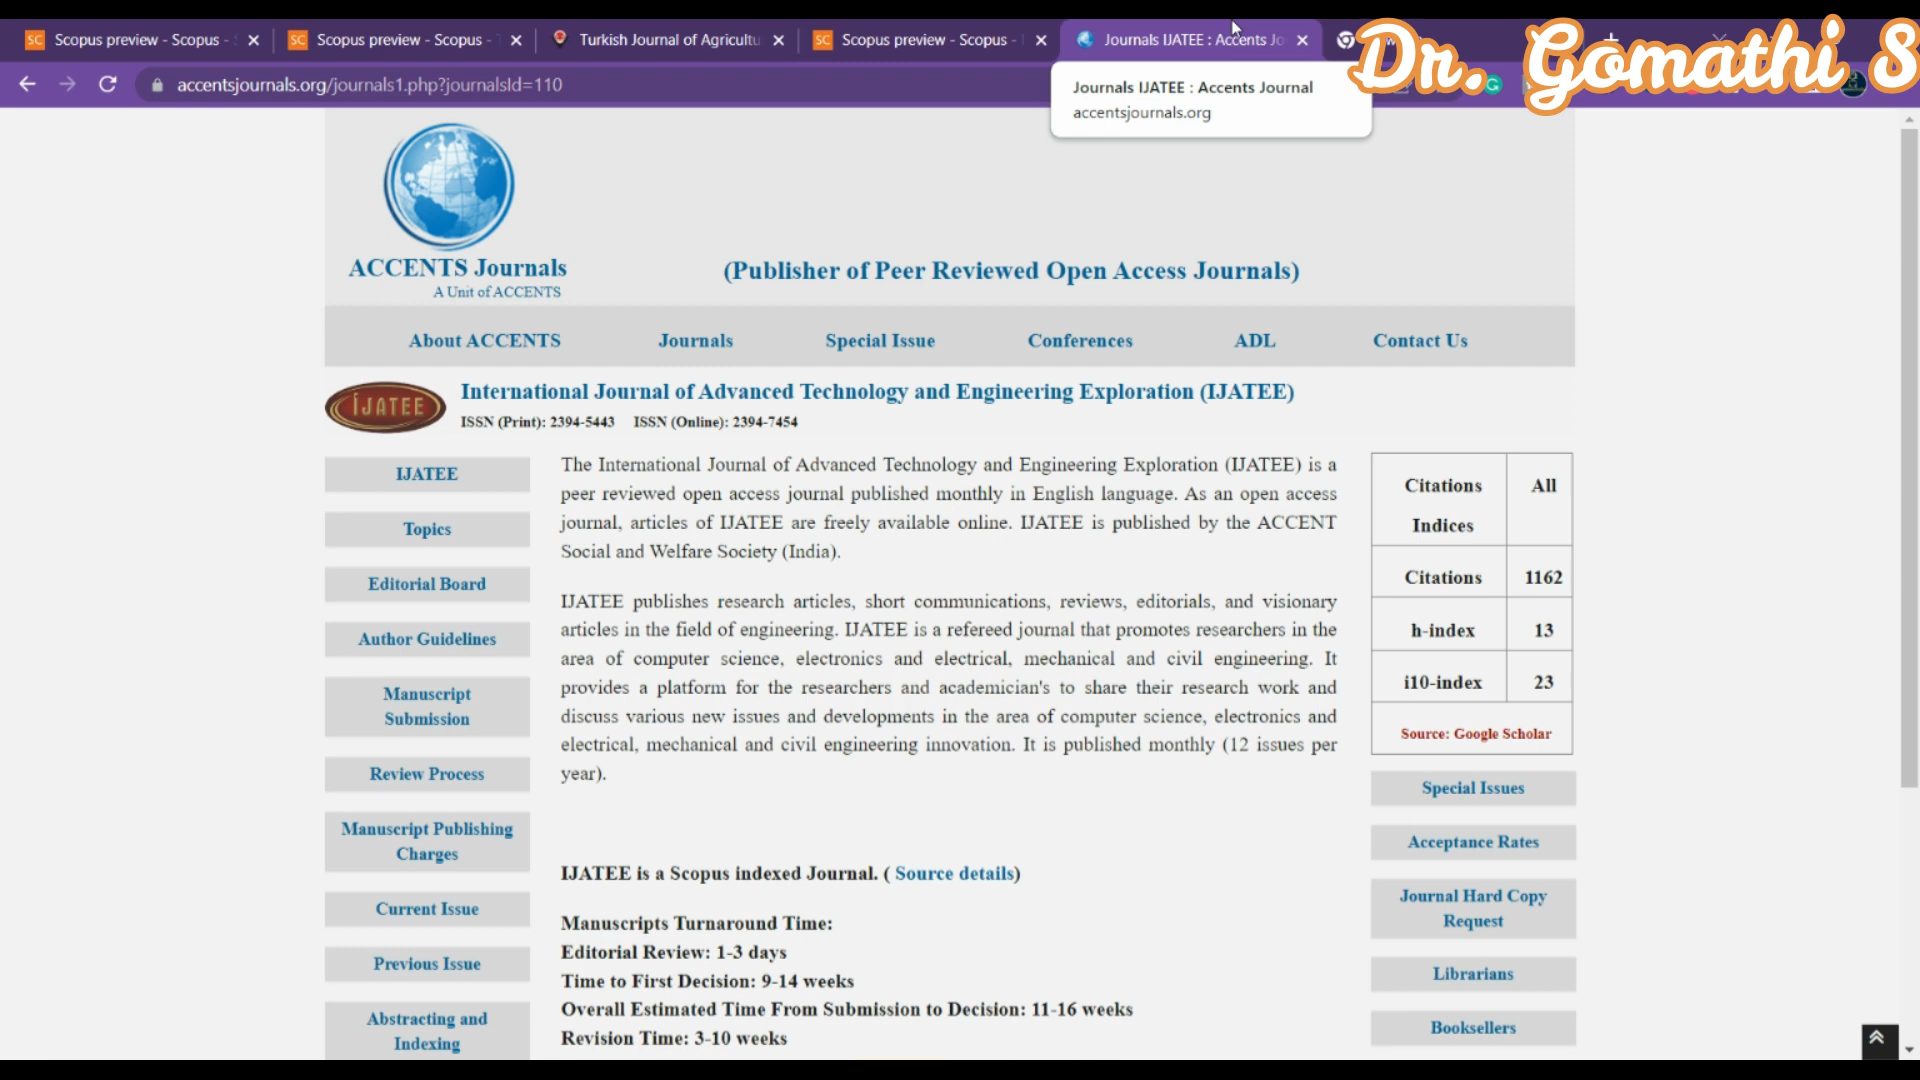 Scopus preview - Scopus -
Scopus preview - Scopus -
Turkish Journal of Agricultu
Scopus preview - Scopus -
Journals IJATEE : Accents Jo
Dr. Gomathi S
accentsjournals.org/journals1.php?journalsId=110
Journals IJATEE : Accents Journal
accentsjournals.org
ACCENTS Journals
A Unit of ACCENTS
(Publisher of Peer Reviewed Open Access Journals)
About ACCENTS
Journals
Special Issue
Conferences
ADL
Contact Us
IJATEE
International Journal of Advanced Technology and Engineering Exploration (IJATEE)
ISSN (Print): 2394-5443 ISSN (Online): 2394-7454
IJATEE
Topics
Editorial Board
Author Guidelines
Manuscript
Submission
Review Process
Manuscript Publishing
Charges
Current Issue
Previous Issue
Abstracting and
Indexing
The International Journal of Advanced Technology and Engineering Exploration (IJATEE) is a
peer reviewed open access journal published monthly in English language. As an open access
journal, articles of IJATEE are freely available online. IJATEE is published by the ACCENT
Social and Welfare Society (India).
IJATEE publishes research articles, short communications, reviews, editorials, and visionary
articles in the field of engineering. IJATEE is a refereed journal that promotes researchers in the
area of computer science, electronics and electrical, mechanical and civil engineering. It
provides a platform for the researchers and academician's to share their research work and
discuss various new issues and developments in the area of computer science, electronics and
electrical, mechanical and civil engineering innovation. It is published monthly (12 issues per
year).
IJATEE is a Scopus indexed Journal. ( Source details)
Manuscripts Turnaround Time:
Editorial Review: 1-3 days
Time to First Decision: 9-14 weeks
Overall Estimated Time From Submission to Decision: 11-16 weeks
Revision Time: 3-10 weeks
Citations All
Indices
Citations 1162
h-index 13
i10-index 23
Source: Google Scholar
Special Issues
Acceptance Rates
Journal Hard Copy
Request
Librarians
Booksellers